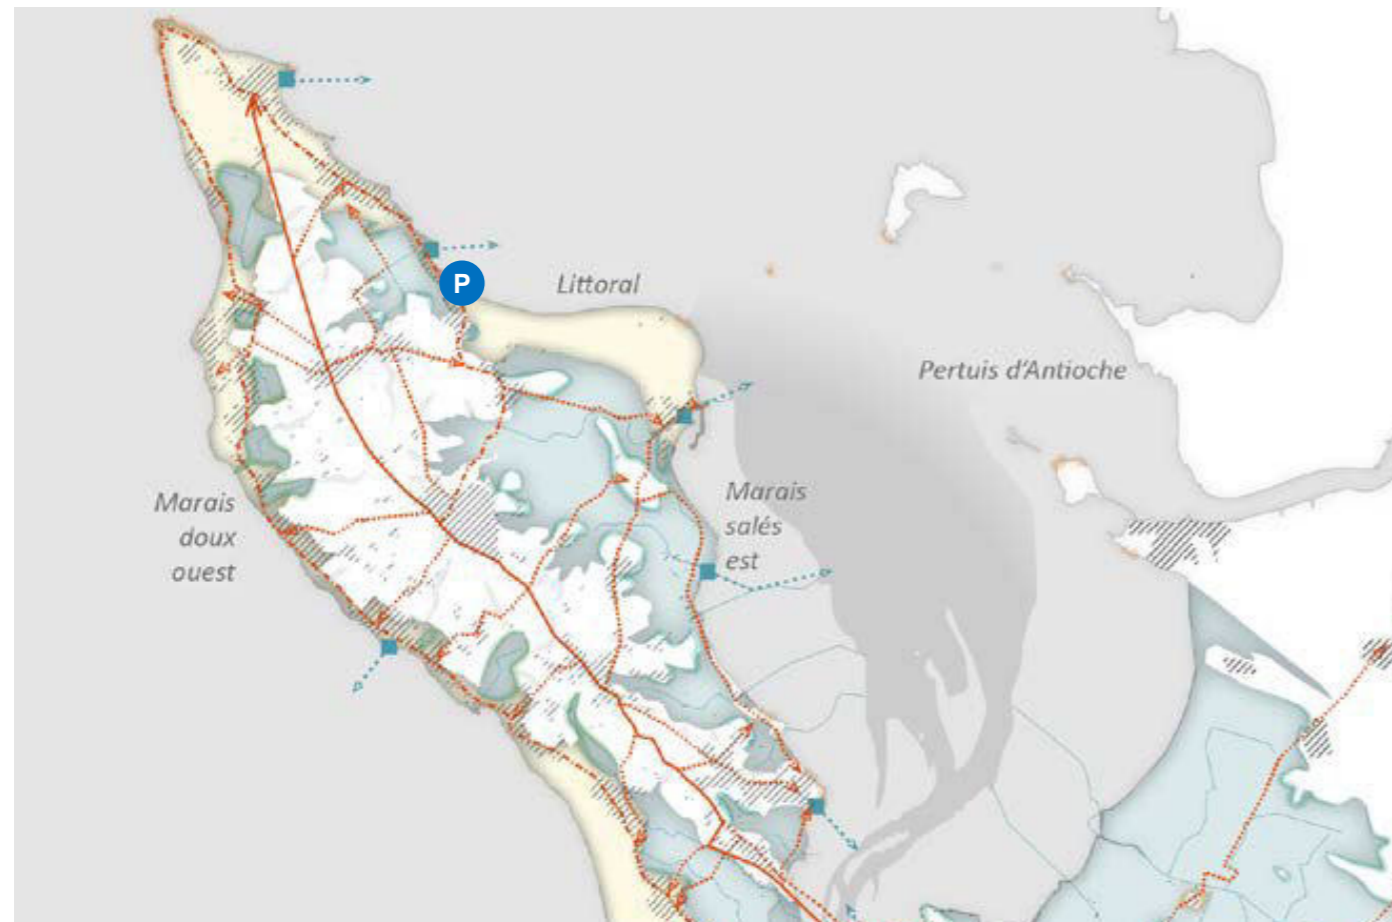 P
Littoral
Pertuis d'Antioche
Marais
salés
est
Marais
doux
ouest